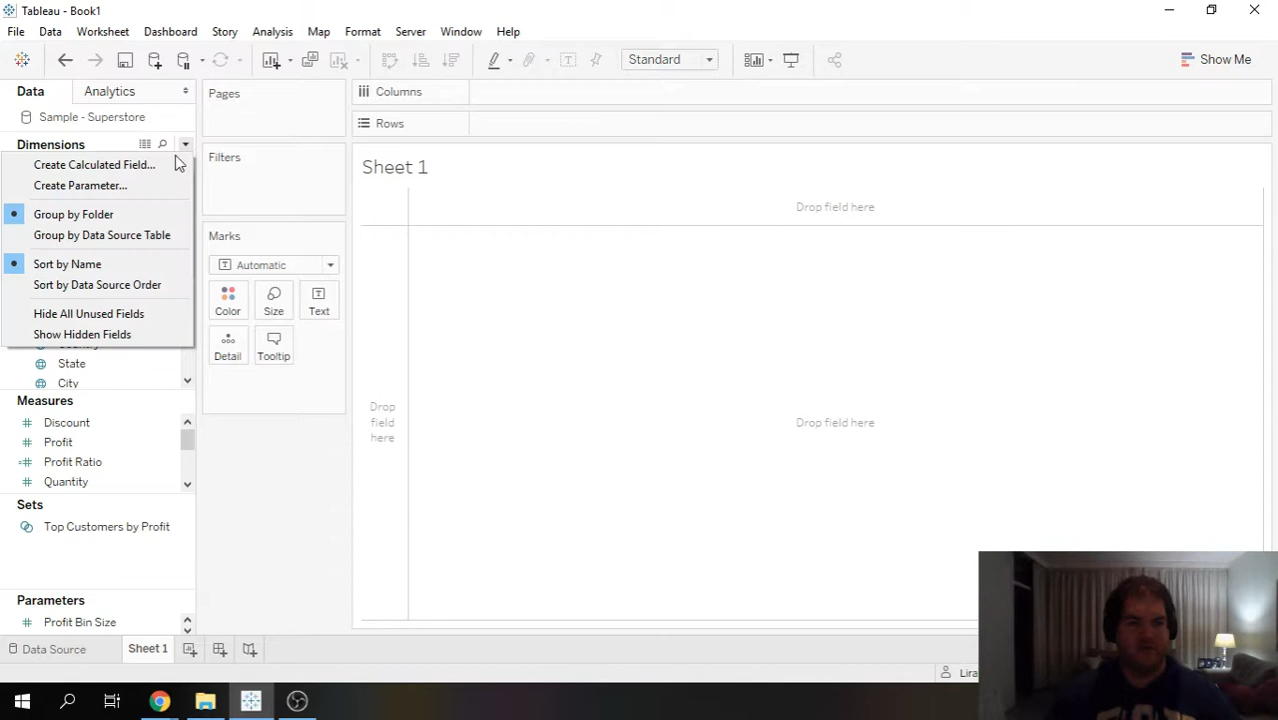 Tableau - Book1
File Data Worksheet Dashboard Story Analysis Map Format Server Window Help
Standard
Show Me
Data Analytics
Sample - Superstore
Dimensions
Create Calculated Field...
Create Parameter...
Group by Folder
Group by Data Source Table
Sort by Name
Sort by Data Source Order
Hide All Unused Fields
Show Hidden Fields
State
City
Measures
Discount
Profit
Profit Ratio
Quantity
Sets
Top Customers by Profit
Parameters
Profit Bin Size
Pages
Filters
Marks
Automatic
Color Size Text
Detail Tooltip
Columns
Rows
Sheet 1
Drop field here
Drop
field
here
Drop field here
Data Source Sheet 1